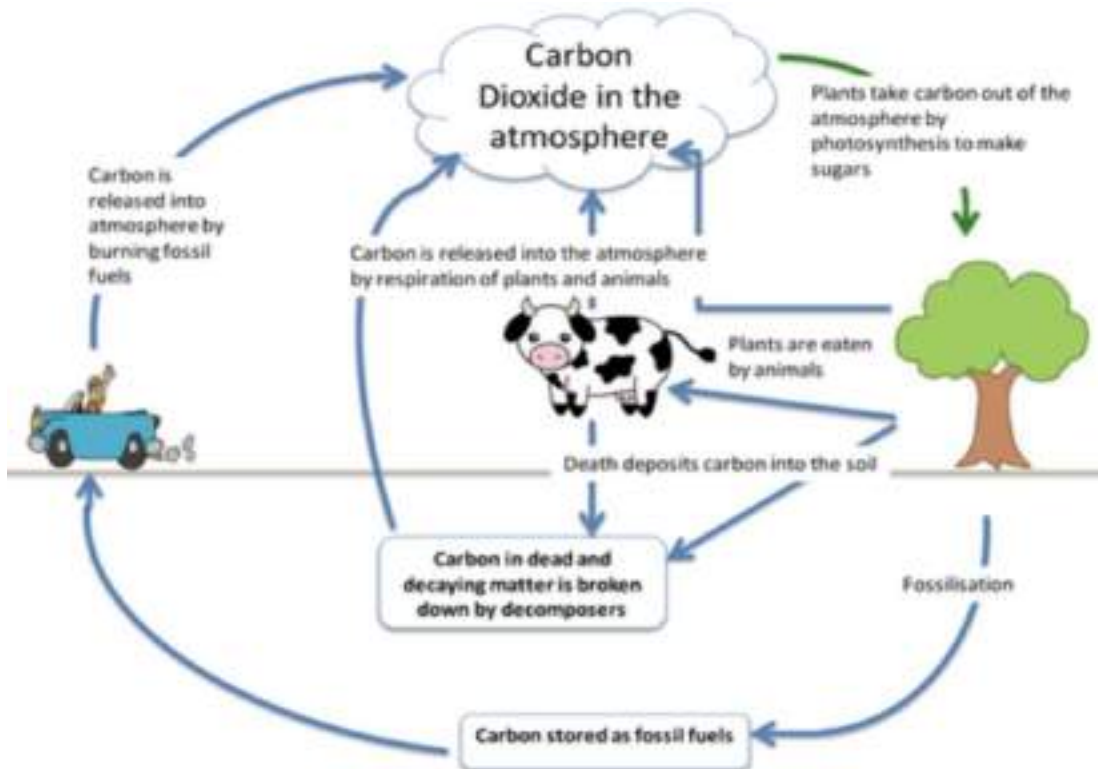 Carbon
Dioxide in the
atmosphere
Plants take carbon out of the
atmosphere by
photosynthesis to make
sugars
Carbon is
released into
atmosphere by
burning fossil
fuels
Carbon is released into the atmosphere
by respiration of plants and animals
Plants are eaten
by animals
Death deposits carbon into the soil
Carbon in dead and
decaying matter is broken
down by decomposers
Fossilisation
Carbon stored as fossil fuels